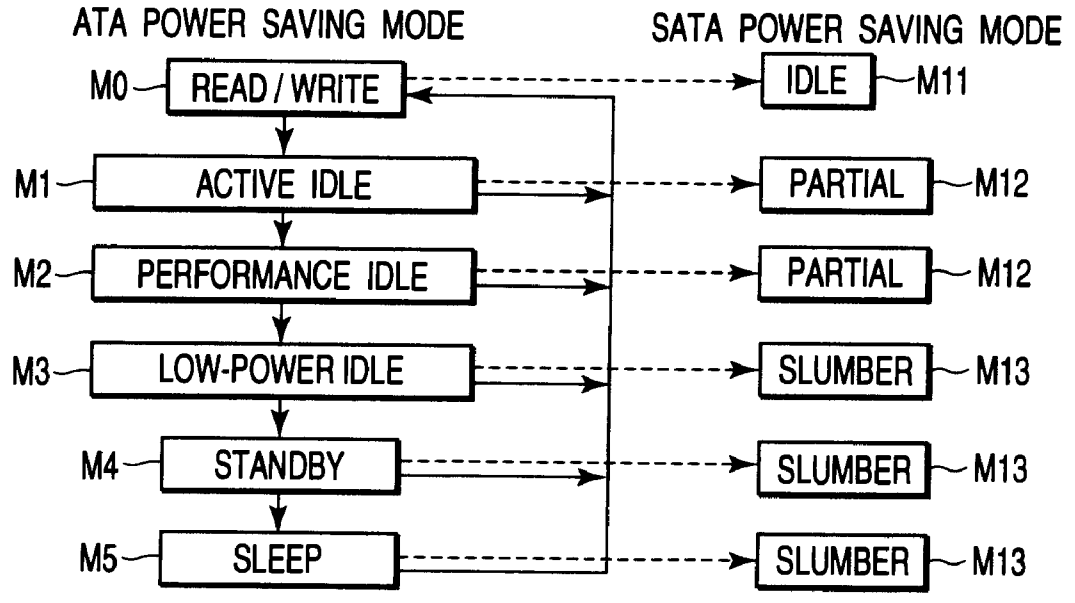 ATA POWER SAVING MODE SATA POWER SAVING MODE
M0 READ / WRITE IDLE M11
M1 ACTIVE IDLE PARTIAL M12
M2 PERFORMANCE IDLE PARTIAL M12
M3 LOW-POWER IDLE SLUMBER M13
M4 STANDBY SLUMBER M13
M5 SLEEP SLUMBER M13